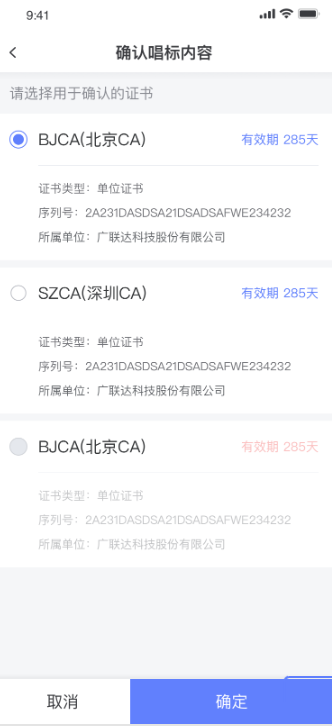 9:41
确认唱标内容
请选择用于确认的证书
BJCA(北京CA) 有效期 285天
证书类型：单位证书
序列号：2A231DASDSA21DSADSAFWE234232
所属单位：广联达科技股份有限公司
SZCA(深圳CA) 有效期 285天
证书类型：单位证书
序列号：2A231DASDSA21DSADSAFWE234232
所属单位：广联达科技股份有限公司
BJCA(北京CA) 有效期 285天
证书类型：单位证书
序列号：2A231DASDSA21DSADSAFWE234232
所属单位：广联达科技股份有限公司
取消 确定